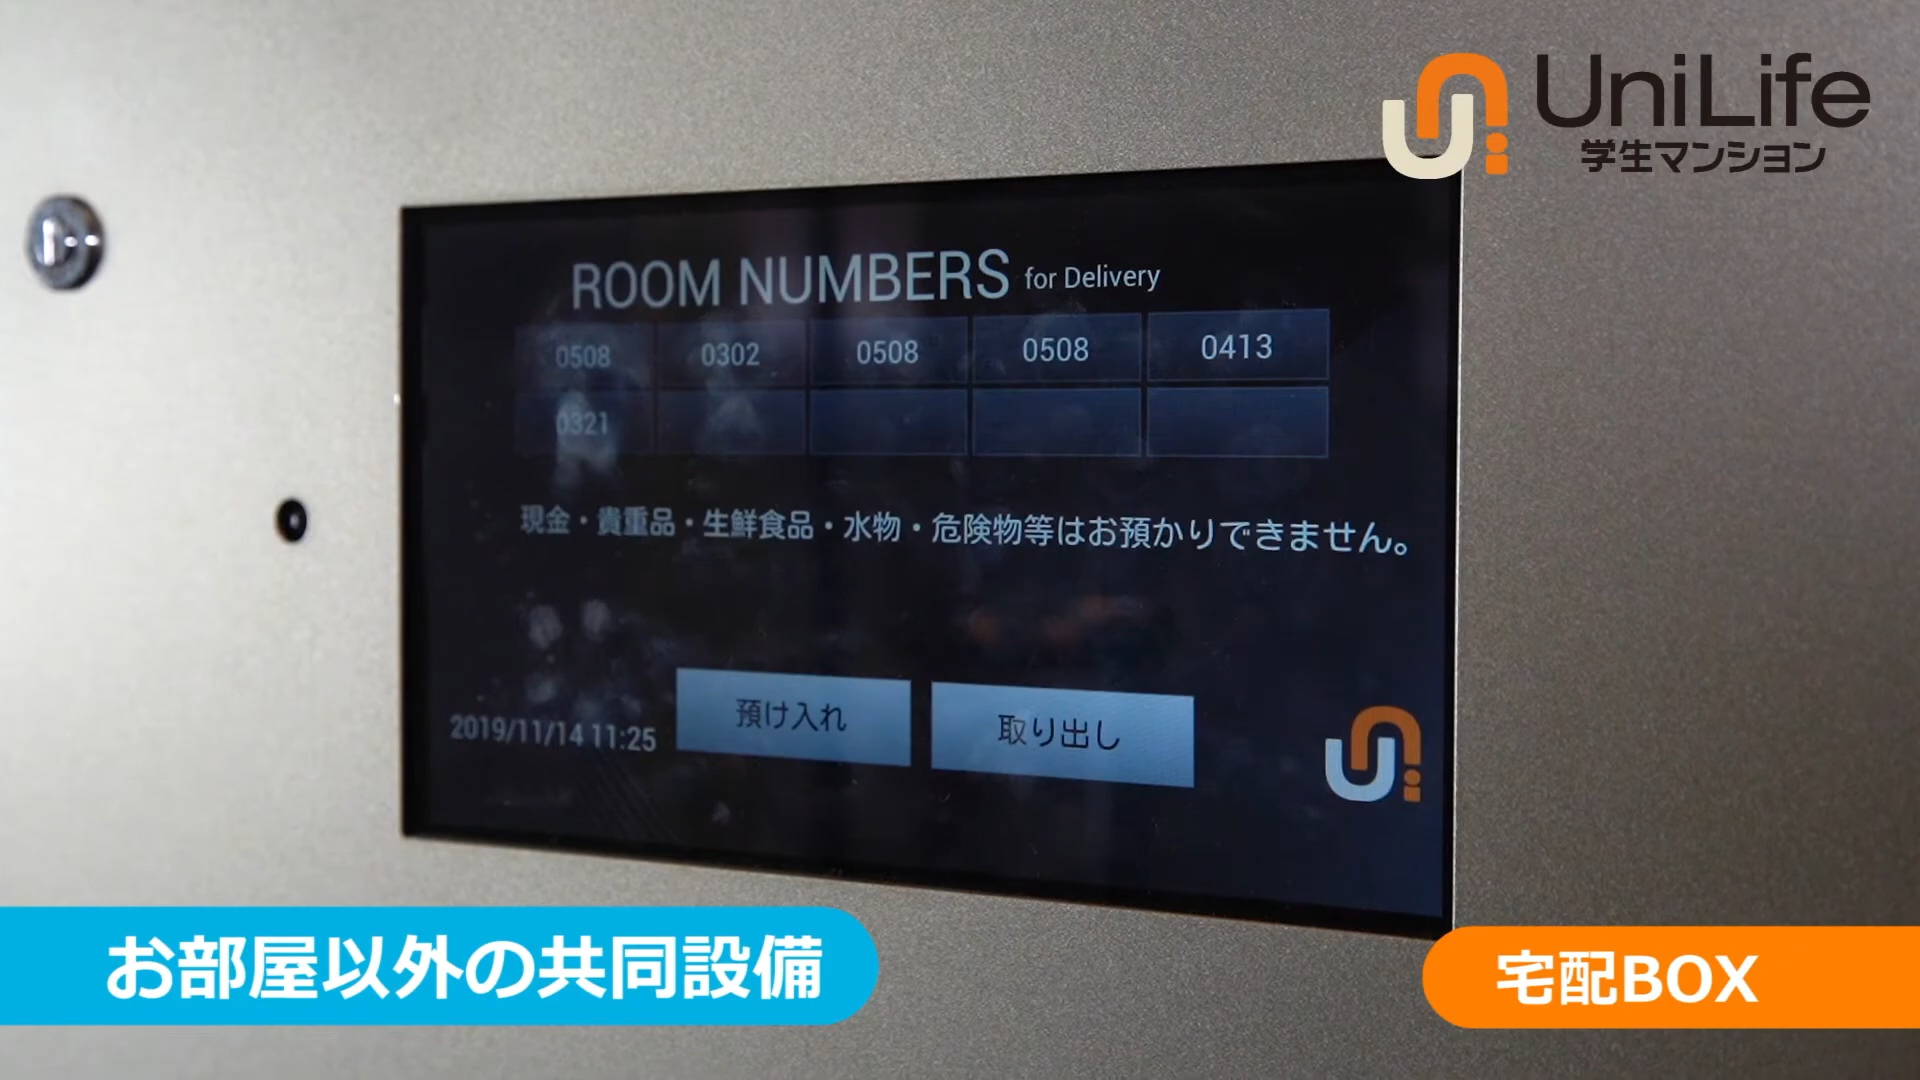 UniLife
学生マンション
ROOM NUMBERS for Delivery
0508 0302 0508 0508 0413
0321
現金・貴重品・生鮮食品・水物・危険物等はお預かりできません。
預け入れ
取り出し
2019/11/14 11:25
お部屋以外の共同設備
宅配BOX